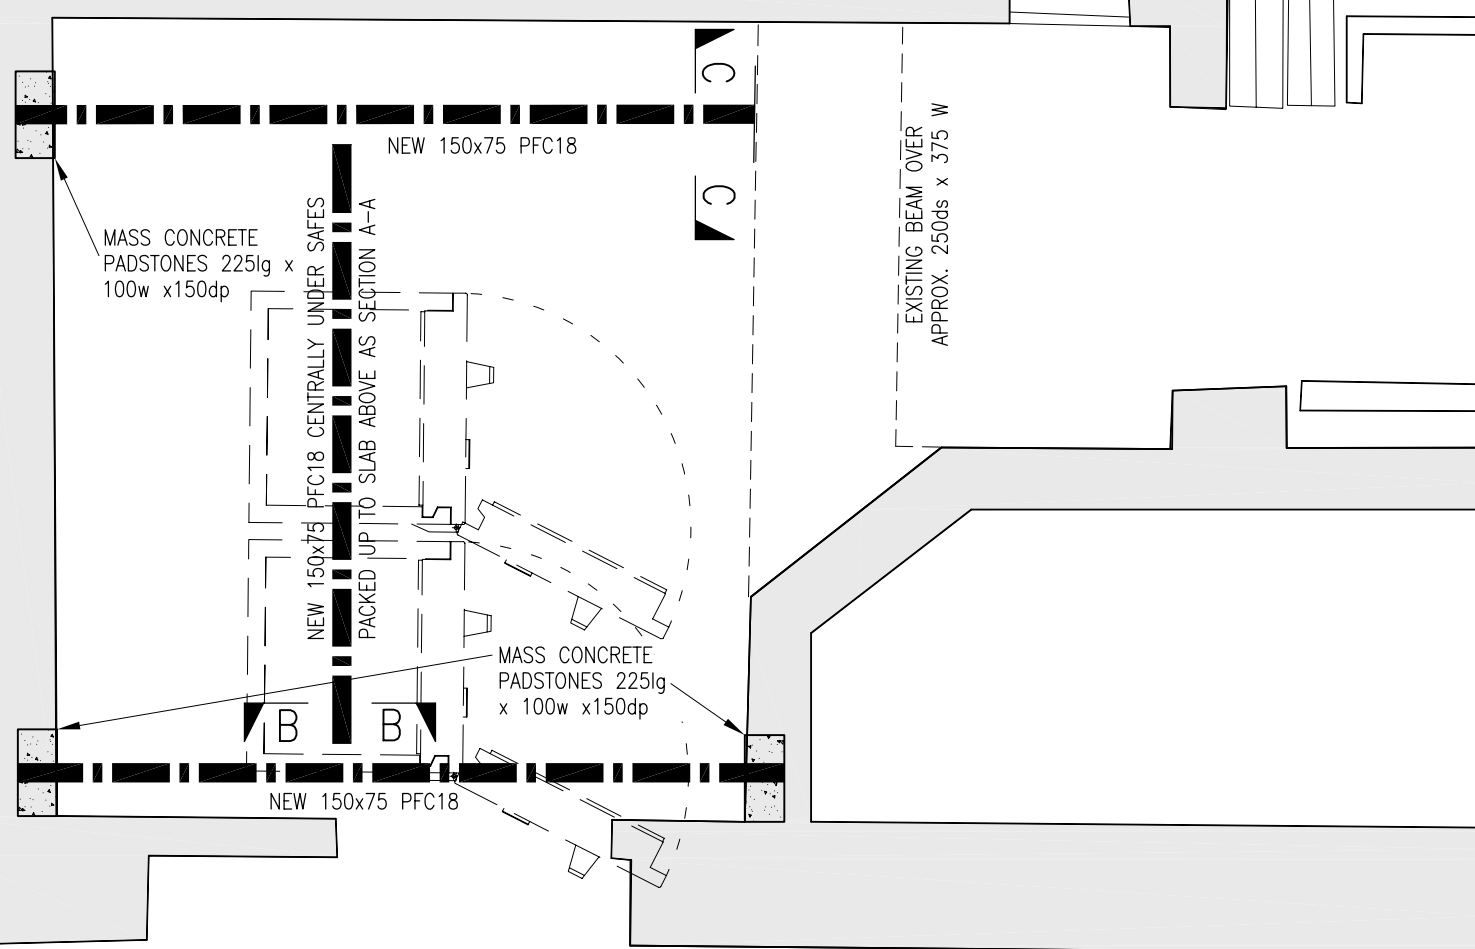 C
NEW 150x75 PFC18
C
EXISTING BEAM OVER
APPROX. 250ds x 375 W
MASS CONCRETE
PADSTONES 225lg x
100w x150dp
NEW 150x75 PFC18 CENTRALLY UNDER SAFES
PACKED UP TO SLAB ABOVE AS SECTION A-A
MASS CONCRETE
PADSTONES 225lg
x 100w x150dp
B B
NEW 150x75 PFC18